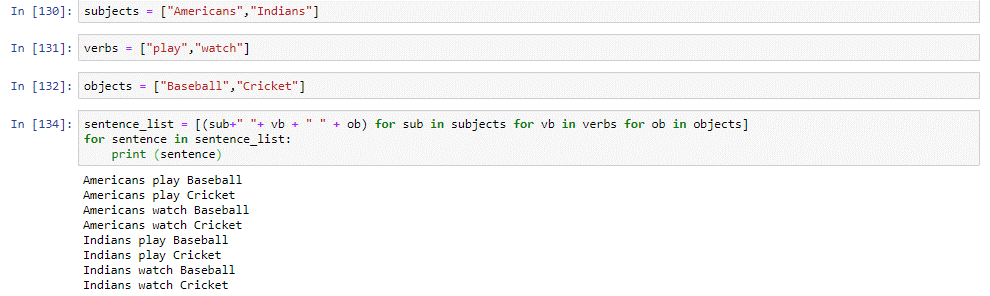 In [130]: subjects = ["Americans","Indians"]
In [131]: verbs = ["play","watch"]
In [132]: objects = ["Baseball","Cricket"]
In [134]: sentence_list = [(sub+" "+ vb + " " + ob) for sub in subjects for vb in verbs for ob in objects]
for sentence in sentence_list:
    print (sentence)
Americans play Baseball
Americans play Cricket
Americans watch Baseball
Americans watch Cricket
Indians play Baseball
Indians play Cricket
Indians watch Baseball
Indians watch Cricket